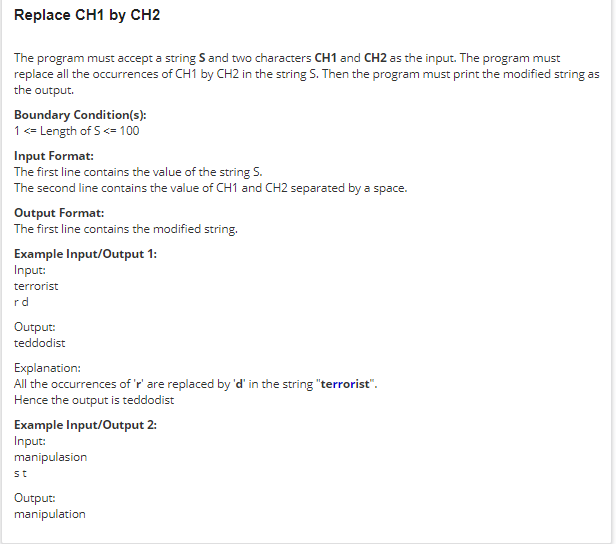 Replace CH1 by CH2
The program must accept a string S and two characters CH1 and CH2 as the input. The program must
replace all the occurrences of CH1 by CH2 in the string S. Then the program must print the modified string as
the output.
Boundary Condition(s):
1 <= Length of S <= 100
Input Format:
The first line contains the value of the string S.
The second line contains the value of CH1 and CH2 separated by a space.
Output Format:
The first line contains the modified string.
Example Input/Output 1:
Input:
terrorist
r d
Output:
teddodist
Explanation:
All the occurrences of 'r' are replaced by 'd' in the string "terrorist".
Hence the output is teddodist
Example Input/Output 2:
Input:
manipulasion
s t
Output:
manipulation